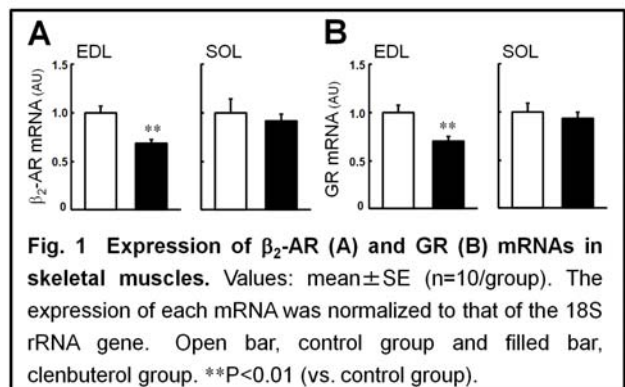 A
B
EDL
SOL
EDL
SOL
β₂-AR mRNA (AU)
1.5
1.0
0.5
0
**
GR mRNA (AU)
1.5
1.0
0.5
0
**
Fig. 1 Expression of β₂-AR (A) and GR (B) mRNAs in
skeletal muscles. Values: mean±SE (n=10/group). The
expression of each mRNA was normalized to that of the 18S
rRNA gene. Open bar, control group and filled bar,
clenbuterol group. **P<0.01 (vs. control group).